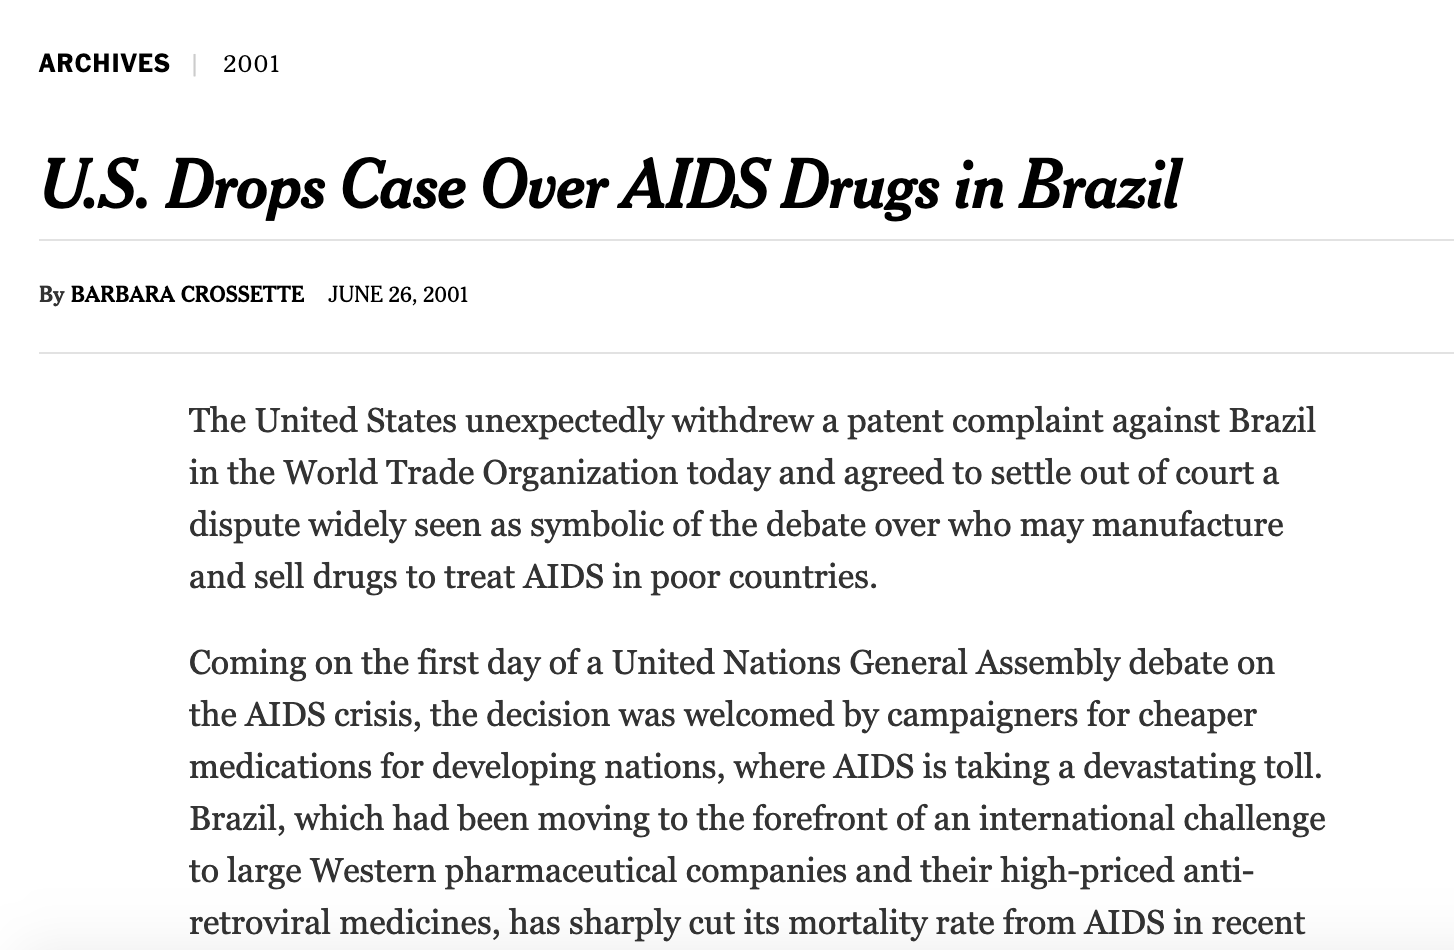 ARCHIVES | 2001
U.S. Drops Case Over AIDS Drugs in Brazil
By BARBARA CROSSETTE JUNE 26, 2001
The United States unexpectedly withdrew a patent complaint against Brazil
in the World Trade Organization today and agreed to settle out of court a
dispute widely seen as symbolic of the debate over who may manufacture
and sell drugs to treat AIDS in poor countries.
Coming on the first day of a United Nations General Assembly debate on
the AIDS crisis, the decision was welcomed by campaigners for cheaper
medications for developing nations, where AIDS is taking a devastating toll.
Brazil, which had been moving to the forefront of an international challenge
to large Western pharmaceutical companies and their high-priced anti-
retroviral medicines, has sharply cut its mortality rate from AIDS in recent